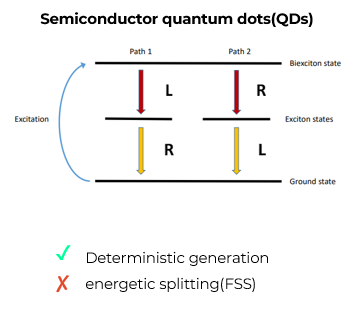 Semiconductor quantum dots(QDs)
Path 1 Path 2
Biexciton state
L R
Excitation Exciton states
R L
Ground state
✓ Deterministic generation
✗ energetic splitting(FSS)